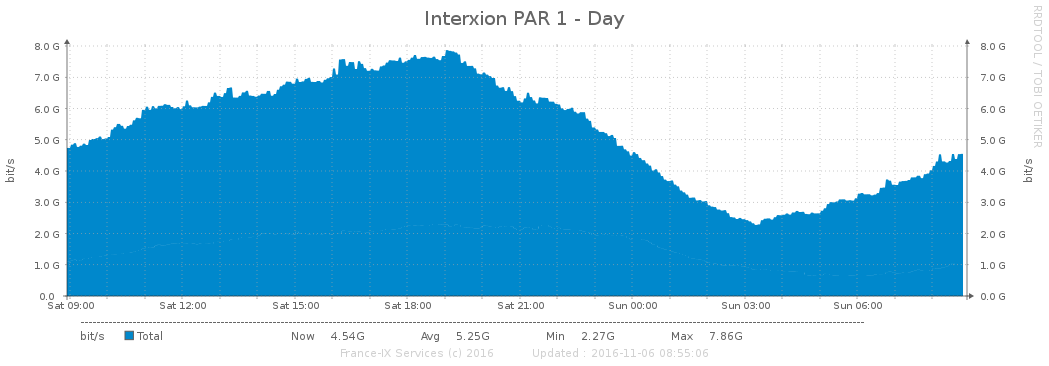 Interxion PAR 1 - Day
RRDTOOL / TOBI OETIKER
8.0 G 8.0 G
7.0 G 7.0 G
6.0 G 6.0 G
5.0 G 5.0 G
4.0 G 4.0 G
3.0 G 3.0 G
2.0 G 2.0 G
1.0 G 1.0 G
0.0 0.0 G
bit/s bit/s
Sat 09:00 Sat 12:00 Sat 15:00 Sat 18:00 Sat 21:00 Sun 00:00 Sun 03:00 Sun 06:00
bit/s Total Now 4.54G Avg 5.25G Min 2.27G Max 7.86G
France-IX Services (c) 2016 Updated : 2016-11-06 08:55:06